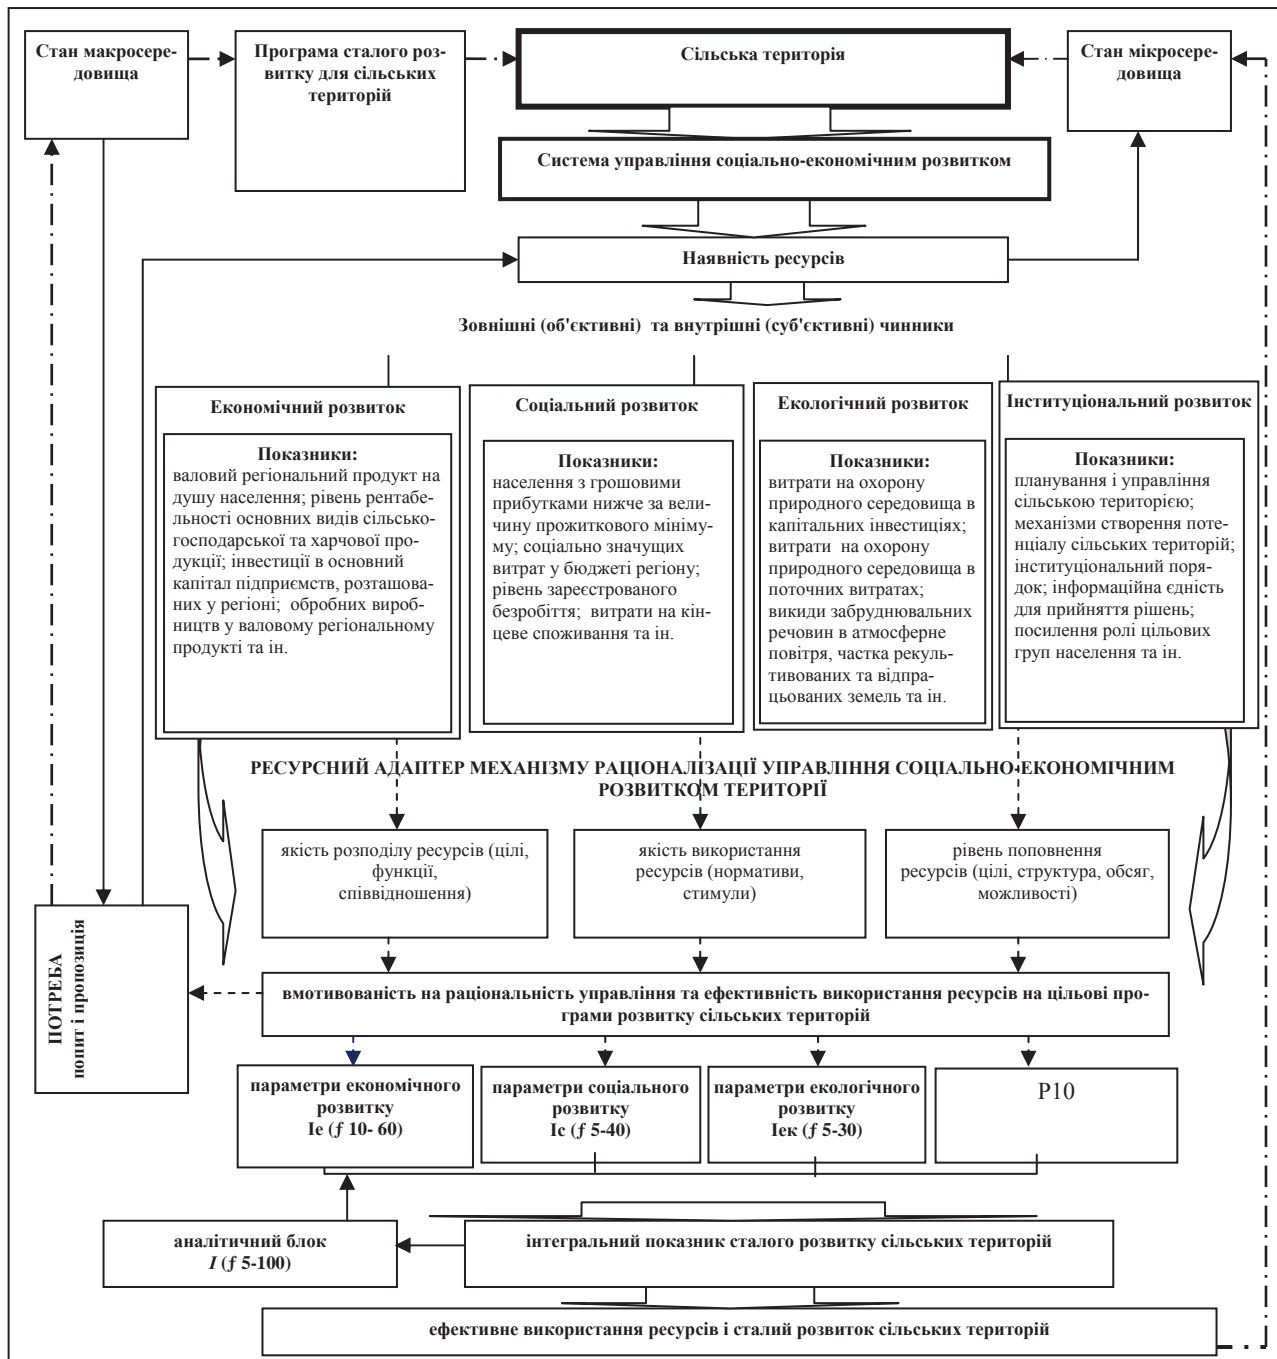 Стан макросере-
довища
Програма сталого роз-
витку для сільських
територій
Сільська територія
Стан мікросере-
довища
Система управління соціально-економічним розвитком
Наявність ресурсів
Зовнішні (об'єктивні) та внутрішні (суб'єктивні) чинники
Економічний розвиток
Показники:
валовий регіональний продукт на
душу населення; рівень рентабе-
льності основних видів сільсько-
господарської та харчової про-
дукції; інвестиції в основний
капітал підприємств, розташова-
них у регіоні; обробних вироб-
ництв у валовому регіональному
продукті та ін.
Соціальний розвиток
Показники:
населення з грошовими
прибутками нижче за вели-
чину прожиткового мініму-
му; соціально значущих
витрат у бюджеті регіону;
рівень зареєстрованого
безробіття; витрати на кін-
цеве споживання та ін.
Екологічний розвиток
Показники:
витрати на охорону
природного середовища в
капітальних інвестиціях;
витрати на охорону
природного середовища в
поточних витратах;
викиди забруднювальних
речовин в атмосферне
повітря, частка рекуль-
тивованих та відпра-
цьованих земель та ін.
Інституціональний розвиток
Показники:
планування і управління
сільською територією;
механізми створення поте-
нціалу сільських територій;
інституціональний поря-
док; інформаційна єдність
для прийняття рішень;
посилення ролі цільових
груп населення та ін.
РЕСУРСНИЙ АДАПТЕР МЕХАНІЗМУ РАЦІОНАЛІЗАЦІЇ УПРАВЛІННЯ СОЦІАЛЬНО-ЕКОНОМІЧНИМ
РОЗВИТКОМ ТЕРИТОРІЇ
якість розподілу ресурсів (цілі,
функції,
співвідношення)
якість використання
ресурсів (нормативи,
стимули)
рівень поповнення
ресурсів (цілі, структура, обсяг,
можливості)
ПОТРЕБА
попит і пропозиція
вмотивованість на раціональність управління та ефективність використання ресурсів на цільові про-
грами розвитку сільських територій
параметри економічного
розвитку
Іе (ƒ 10- 60)
параметри соціального
розвитку
Іс (ƒ 5-40)
параметри екологічного
розвитку
Іек (ƒ 5-30)
Р10
аналітичний блок
І (ƒ 5-100)
інтегральний показник сталого розвитку сільських територій
ефективне використання ресурсів і сталий розвиток сільських територій